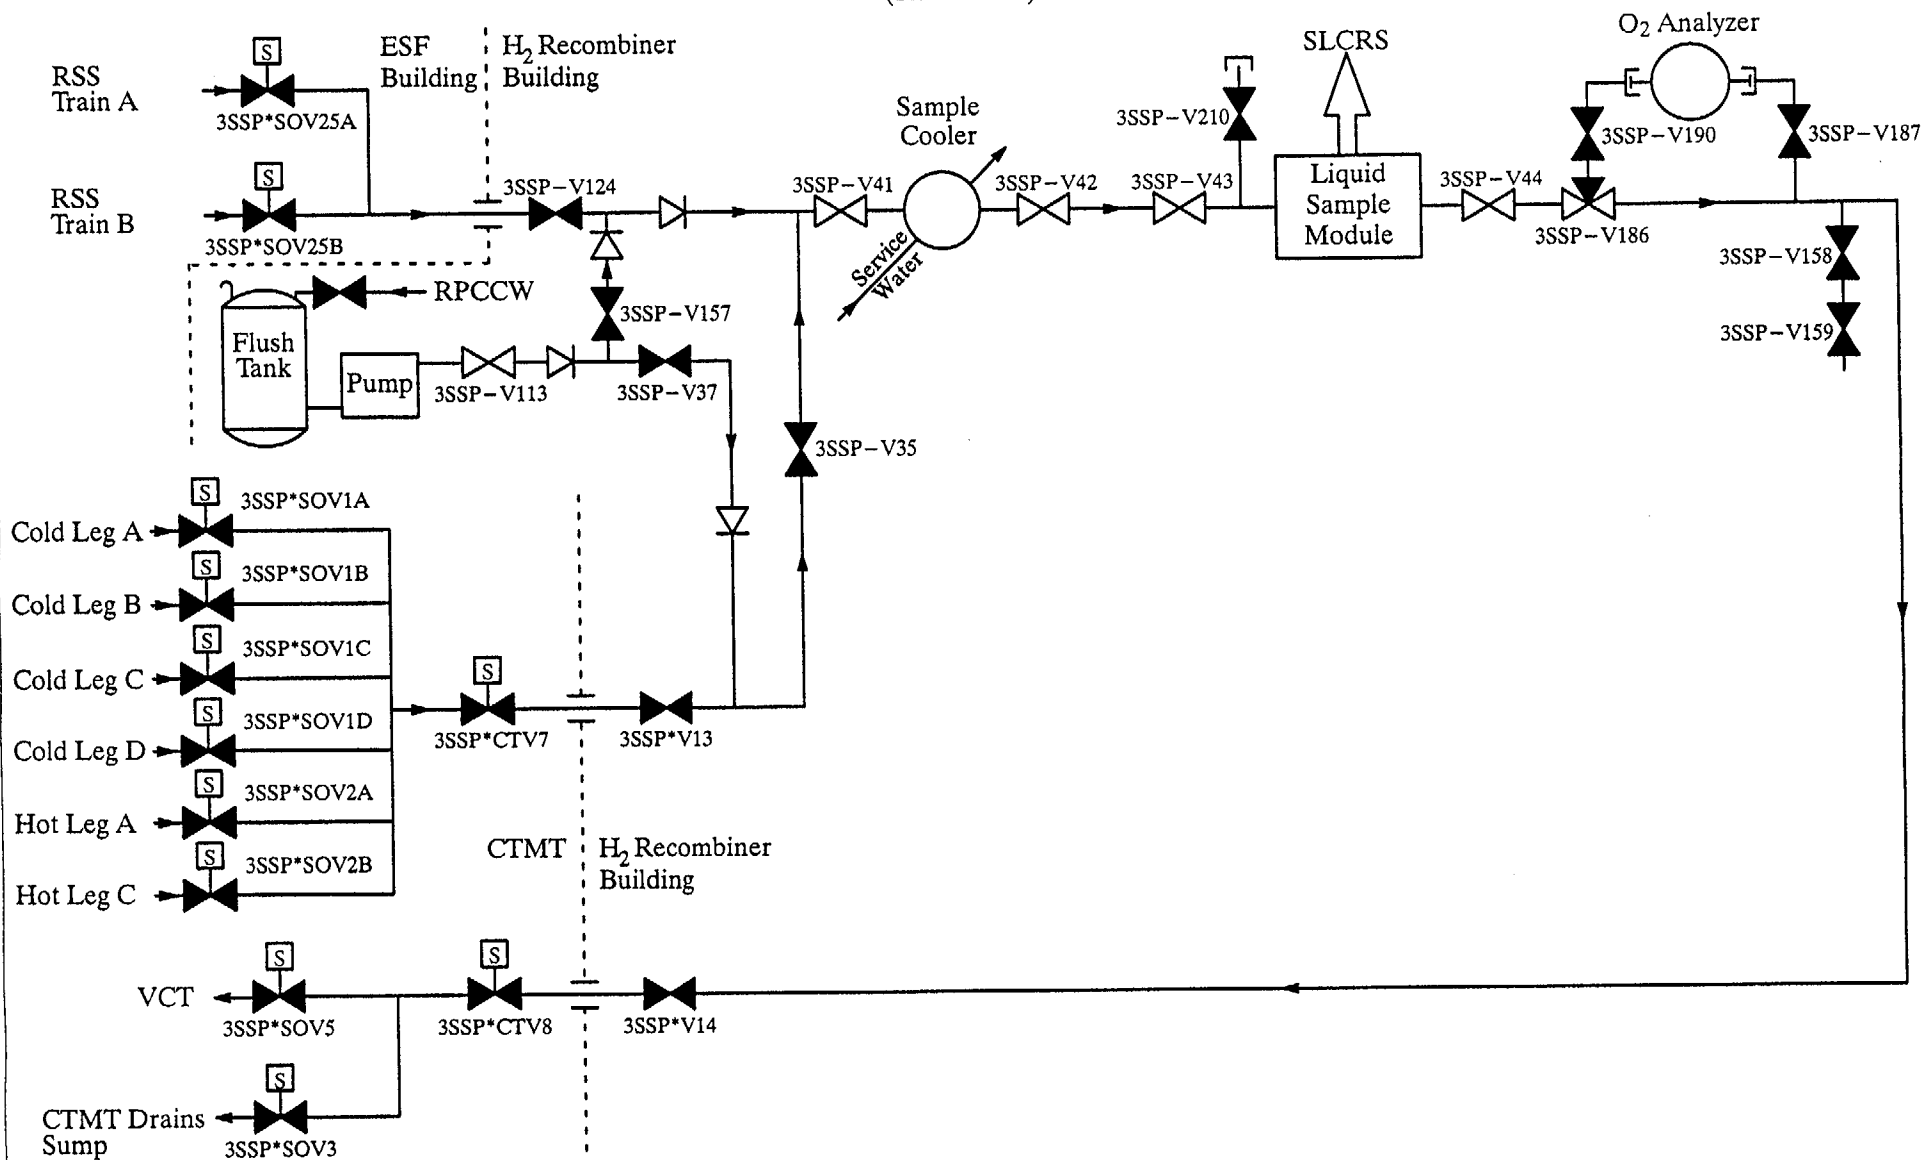 SLCRS
O2 Analyzer
RSS
Train A
S
3SSP*SOV25A
ESF
Building
H2 Recombiner
Building
Sample
Cooler
3SSP-V210
3SSP-V190
3SSP-V187
RSS
Train B
S
3SSP*SOV25B
3SSP-V124
3SSP-V41
3SSP-V42
3SSP-V43
Liquid
Sample
Module
3SSP-V44
3SSP-V186
Service
Water
3SSP-V158
3SSP-V159
RPCCW
Flush
Tank
Pump
3SSP-V157
3SSP-V113
3SSP-V37
3SSP-V35
S
3SSP*SOV1A
Cold Leg A
S
3SSP*SOV1B
Cold Leg B
S
3SSP*SOV1C
Cold Leg C
S
3SSP*SOV1D
Cold Leg D
S
3SSP*CTV7
3SSP*V13
S
3SSP*SOV2A
Hot Leg A
S
3SSP*SOV2B
Hot Leg C
CTMT
H2 Recombiner
Building
VCT
S
3SSP*SOV5
S
3SSP*CTV8
3SSP*V14
CTMT Drains
Sump
S
3SSP*SOV3